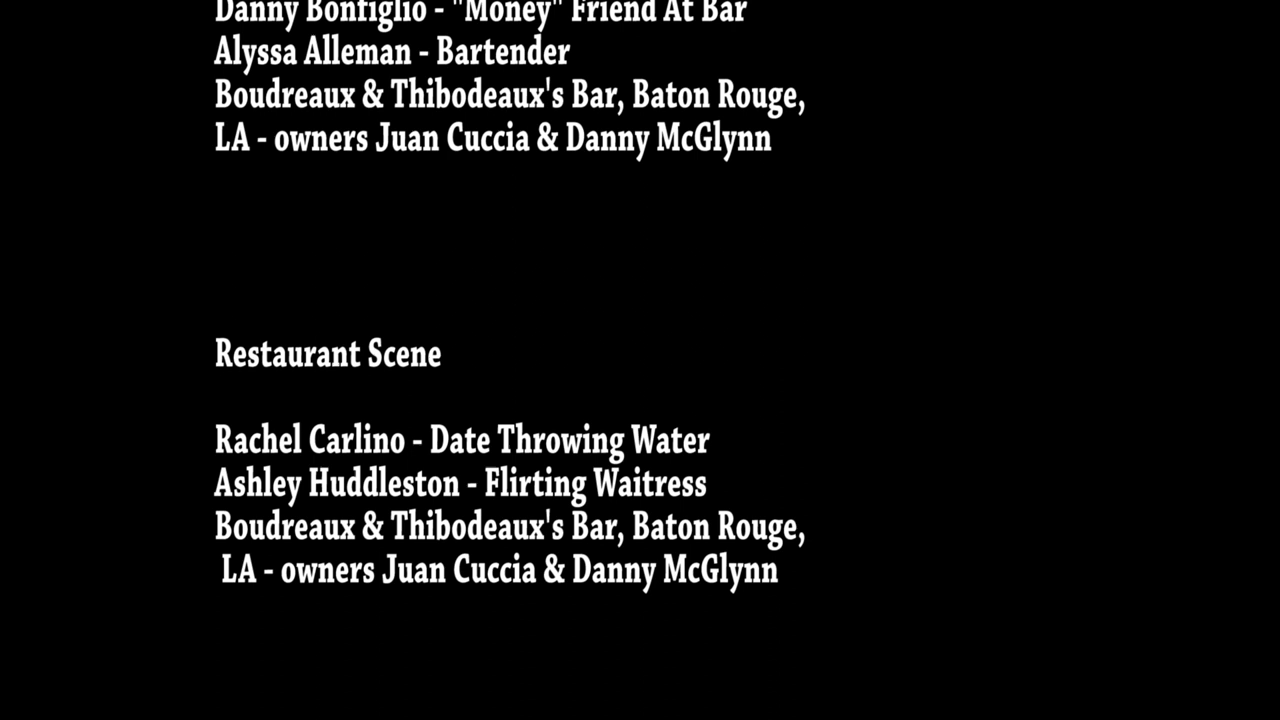 Danny Bonfiglio - "Money" Friend At Bar
Alyssa Alleman - Bartender
Boudreaux & Thibodeaux's Bar, Baton Rouge,
LA - owners Juan Cuccia & Danny McGlynn
Restaurant Scene
Rachel Carlino - Date Throwing Water
Ashley Huddleston - Flirting Waitress
Boudreaux & Thibodeaux's Bar, Baton Rouge,
LA - owners Juan Cuccia & Danny McGlynn